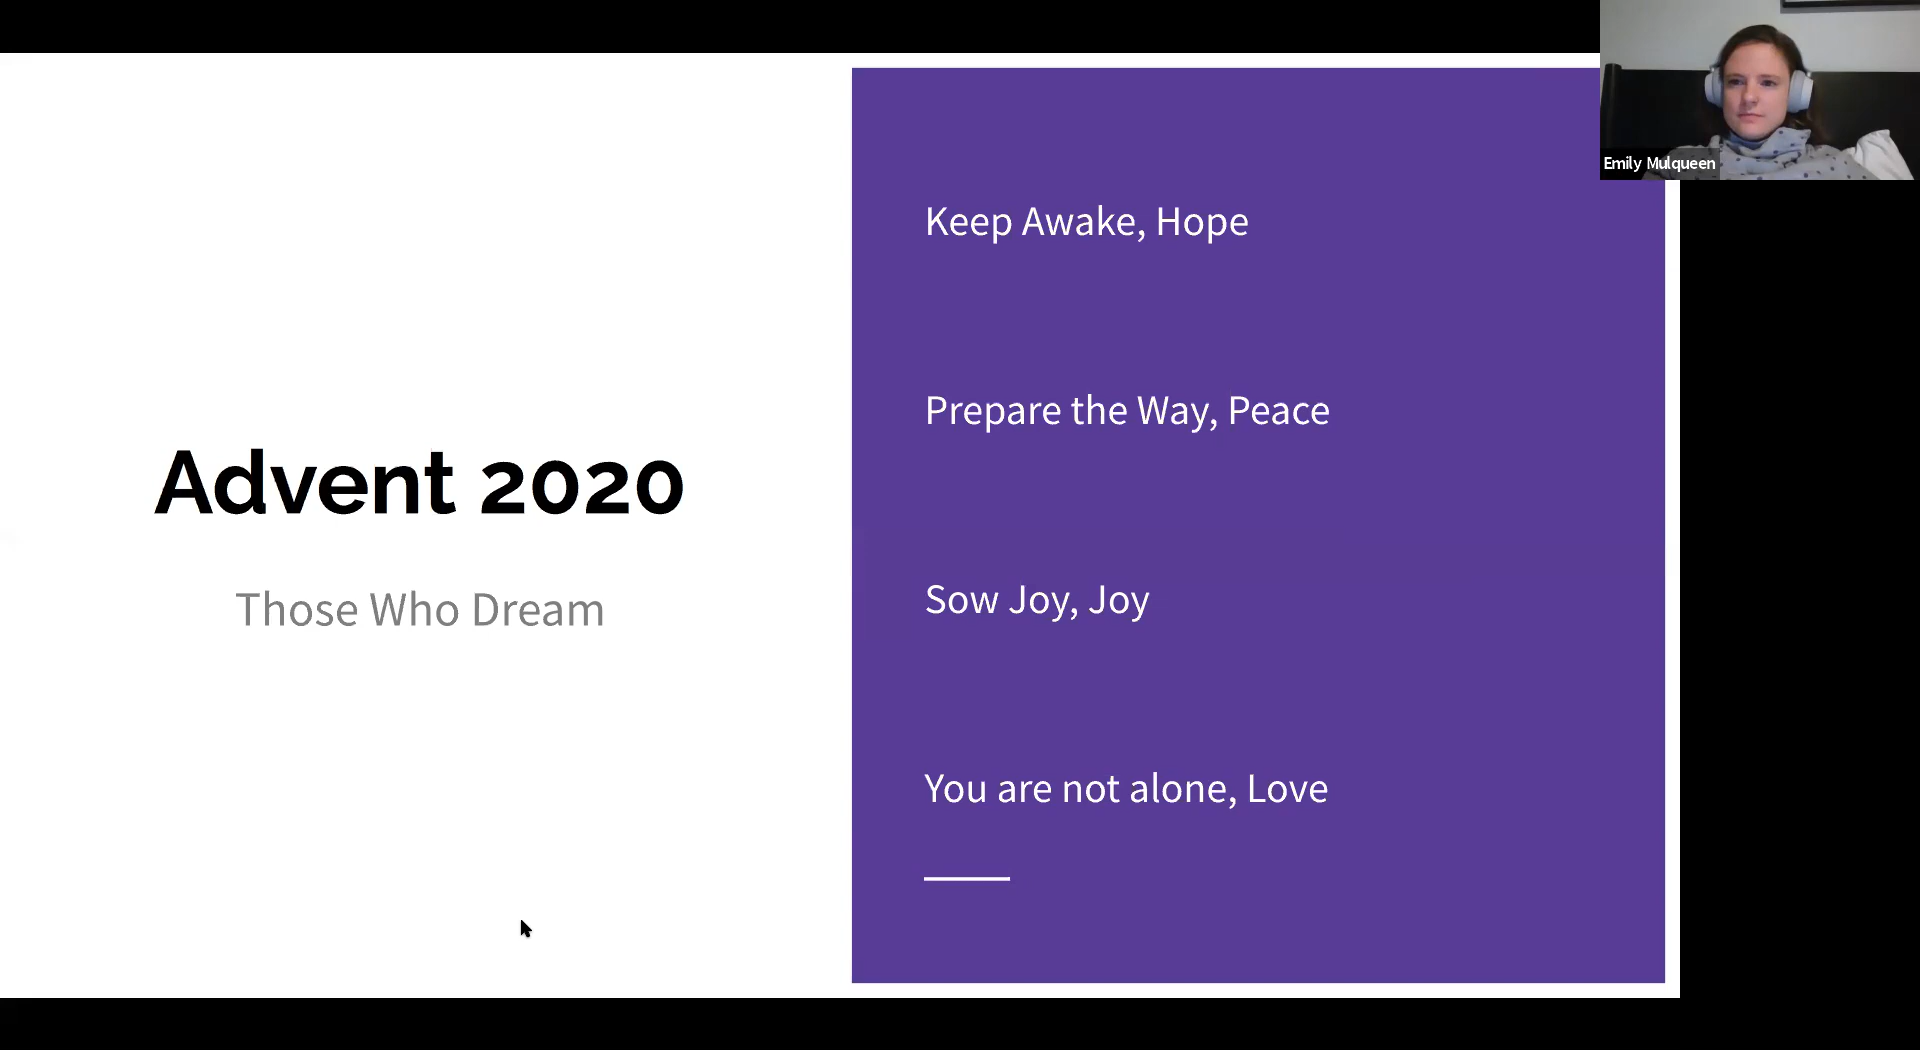 Advent 2020
Those Who Dream
Keep Awake, Hope
Prepare the Way, Peace
Sow Joy, Joy
You are not alone, Love
Emily Mulqueen